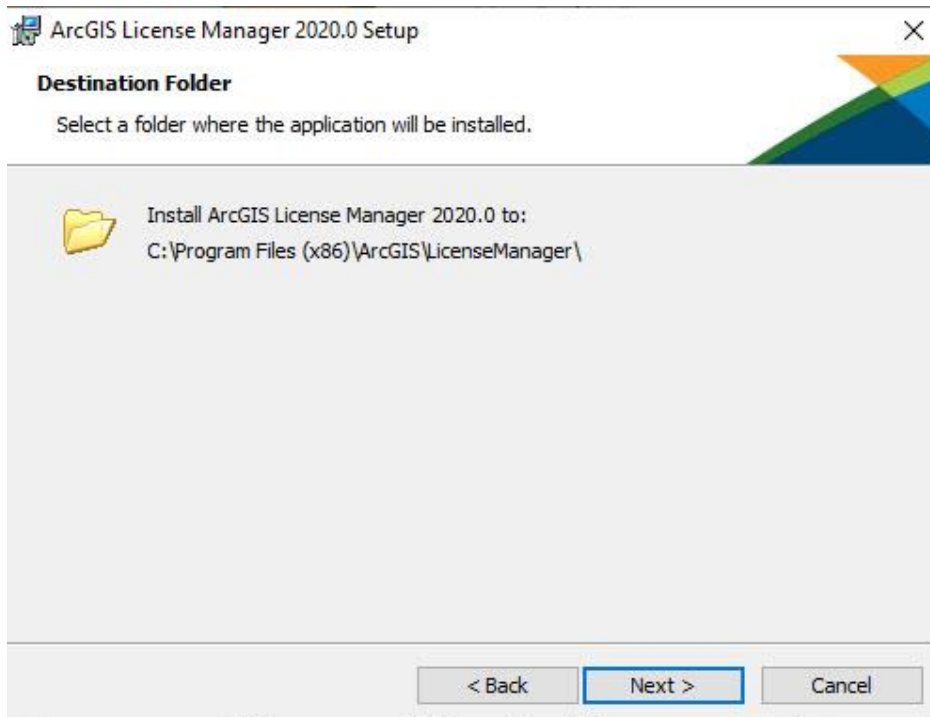 ArcGIS License Manager 2020.0 Setup
Destination Folder
Select a folder where the application will be installed.
Install ArcGIS License Manager 2020.0 to:
C:\Program Files (x86)\ArcGIS\LicenseManager\
< Back
Next >
Cancel